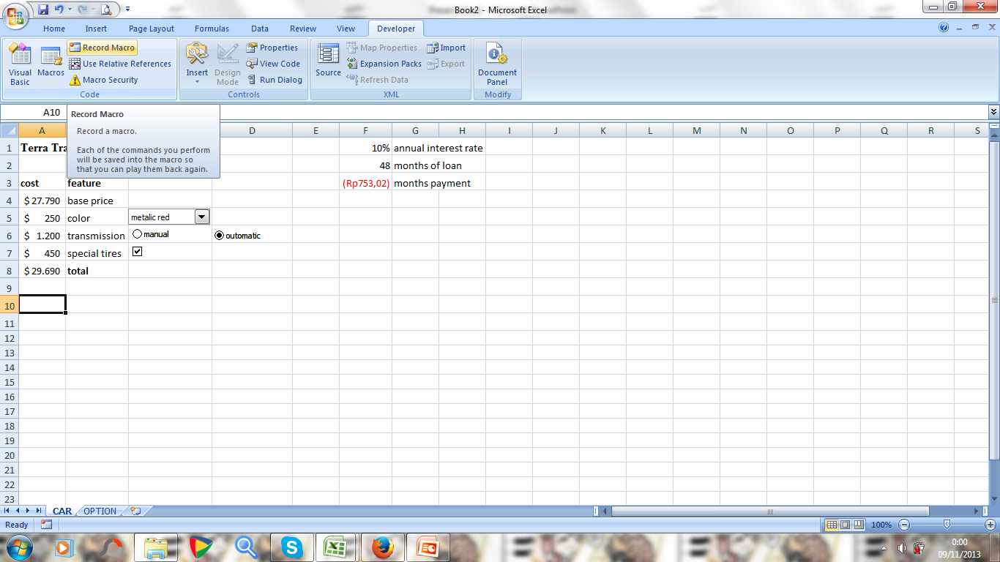 Book2 - Microsoft Excel
Home Insert Page Layout Formulas Data Review View Developer
Visual Basic
Macros
Record Macro
Use Relative References
Macro Security
Code
Insert
Design Mode
Properties
View Code
Run Dialog
Controls
Source
Map Properties
Expansion Packs
Refresh Data
Import
Export
XML
Document Panel
Modify
A10
Record Macro
Record a macro.
Each of the commands you perform
will be saved into the macro so
that you can play them back again.
A D E F G H I J K L M N O P Q R S
1 Terra Tra 10% annual interest rate
2 48 months of loan
3 cost feature (Rp753,02) months payment
4 $ 27.790 base price
5 $ 250 color metalic red
6 $ 1.200 transmission manual outomatic
7 $ 450 special tires
8 $ 29.690 total
9
10
11
12
13
14
15
16
17
18
19
20
21
22
23
CAR OPTION
Ready 100%
0:00
09/11/2013